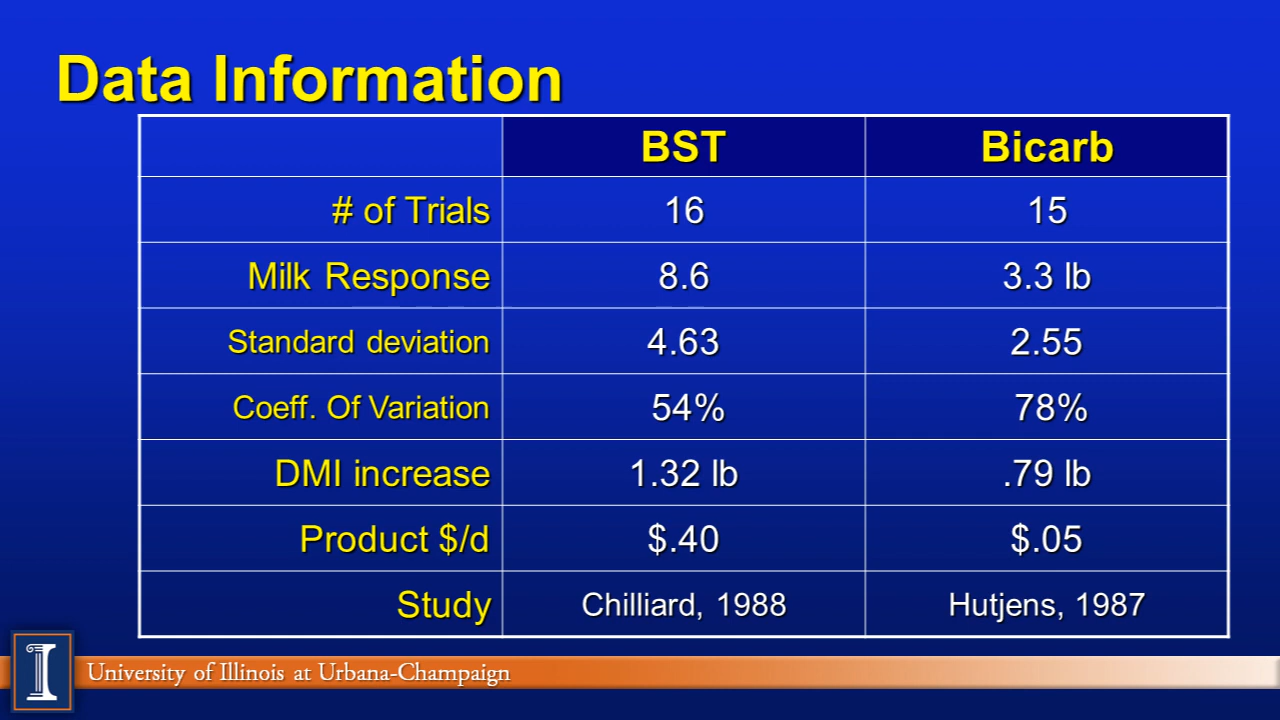 Data Information
BST Bicarb
# of Trials 16 15
Milk Response 8.6 3.3 lb
Standard deviation 4.63 2.55
Coeff. Of Variation 54% 78%
DMI increase 1.32 lb .79 lb
Product $/d $.40 $.05
Study Chilliard, 1988 Hutjens, 1987
University of Illinois at Urbana-Champaign